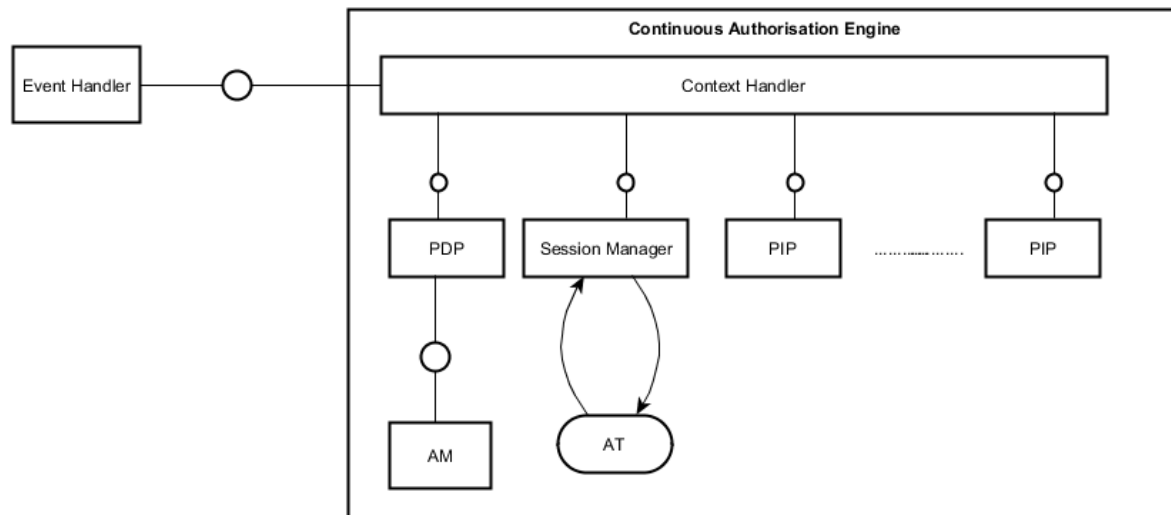 Continuous Authorisation Engine
Event Handler
Context Handler
PDP
Session Manager
PIP
....................
PIP
AM
AT